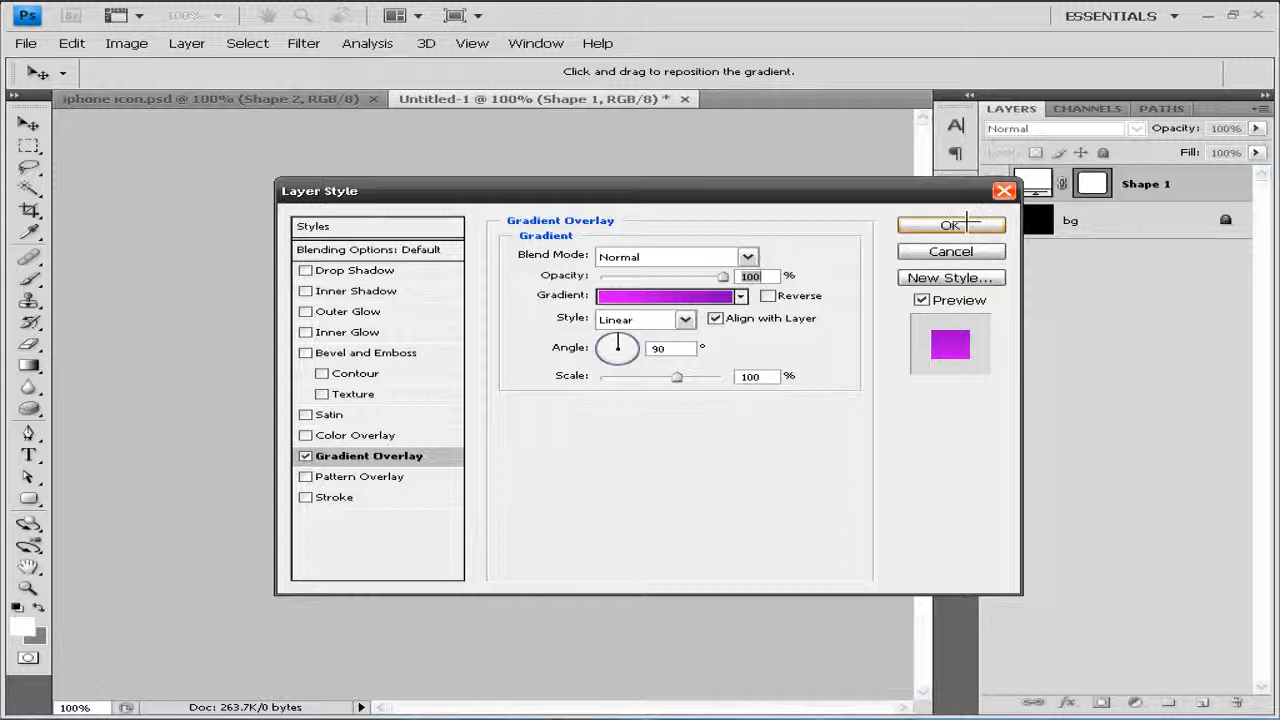 Ps Br 100% ESSENTIALS
File Edit Image Layer Select Filter Analysis 3D View Window Help
Click and drag to reposition the gradient.
iphone icon.psd @ 100% (Shape 2, RGB/8) × Untitled-1 @ 100% (Shape 1, RGB/8) * ×
LAYERS CHANNELS PATHS
Normal Opacity: 100%
Lock: Fill: 100%
Shape 1
bg
Layer Style
Styles
Blending Options: Default
Drop Shadow
Inner Shadow
Outer Glow
Inner Glow
Bevel and Emboss
Contour
Texture
Satin
Color Overlay
Gradient Overlay
Pattern Overlay
Stroke
Gradient Overlay
Gradient
Blend Mode: Normal
Opacity: 100 %
Gradient: Reverse
Style: Linear Align with Layer
Angle: 90 °
Scale: 100 %
OK
Cancel
New Style...
Preview
100% Doc: 263.7K/0 bytes